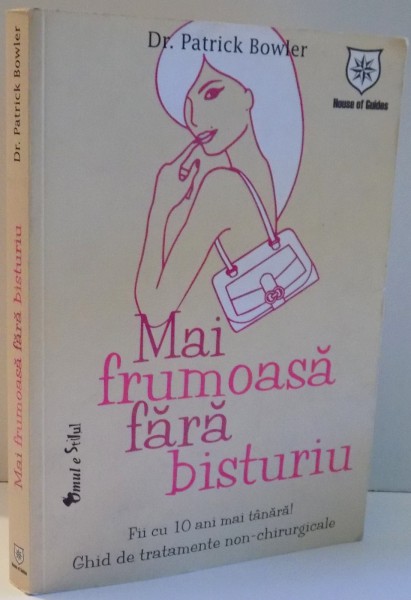 Dr. Patrick Bowler
House of Guides
Mai
frumoasă
fără
bisturiu
Omul e Stilul
Fii cu 10 ani mai tânără!
Ghid de tratamente non-chirurgicale
Dr. Patrick Bowler
Mai frumoasă fără bisturiu